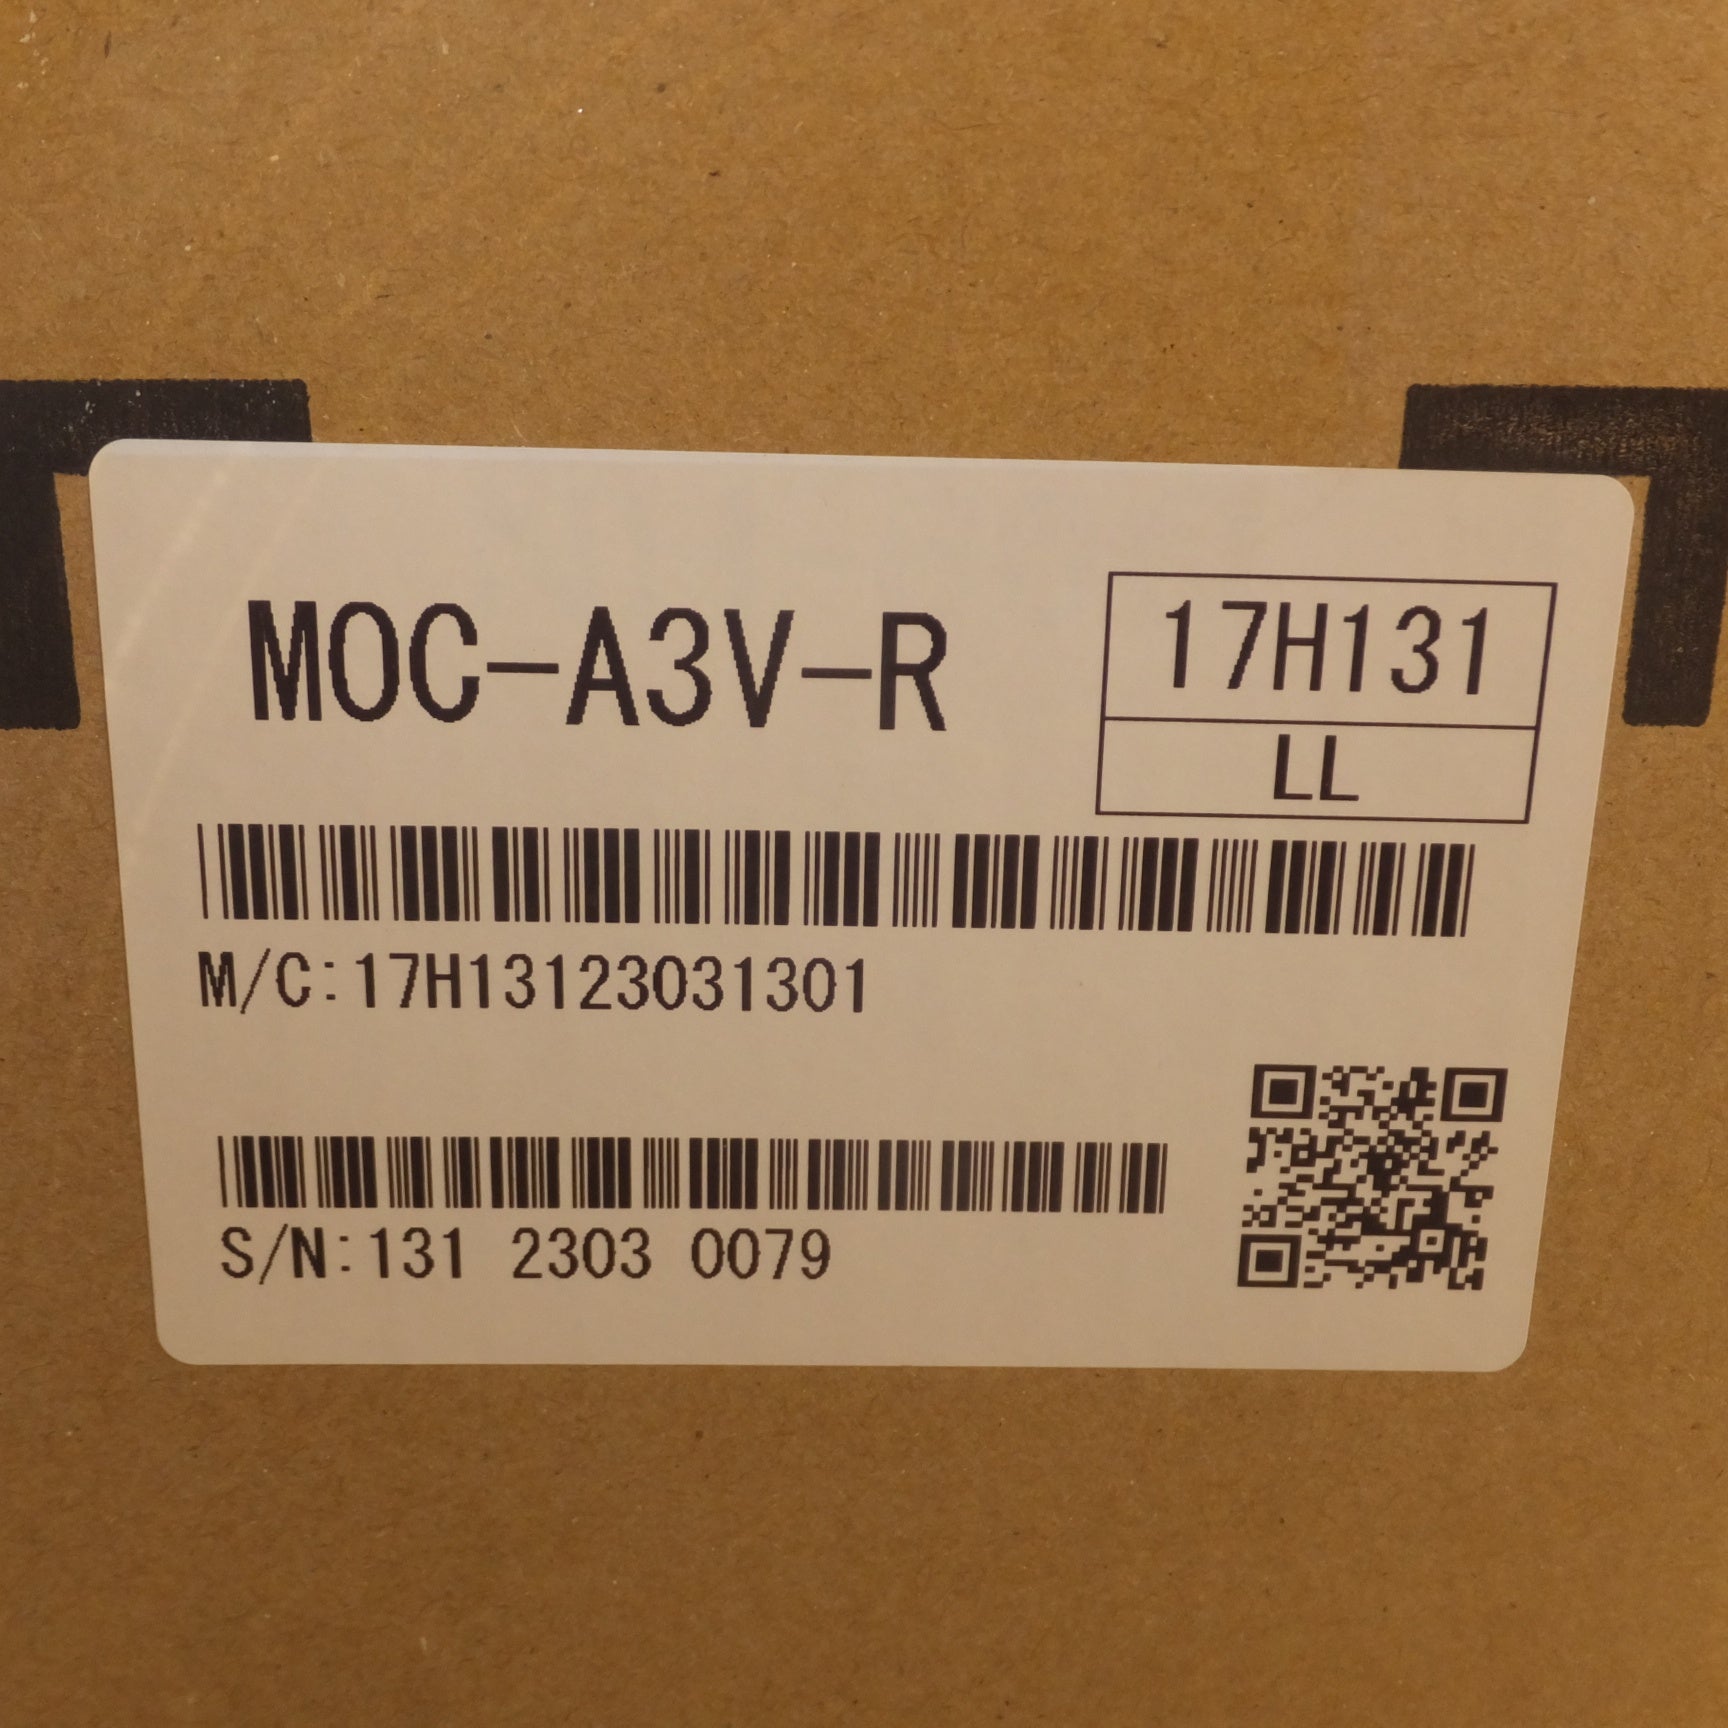 MOC-A3V-R
17H131
LL
M/C:17H13123031301
S/N:131 2303 0079